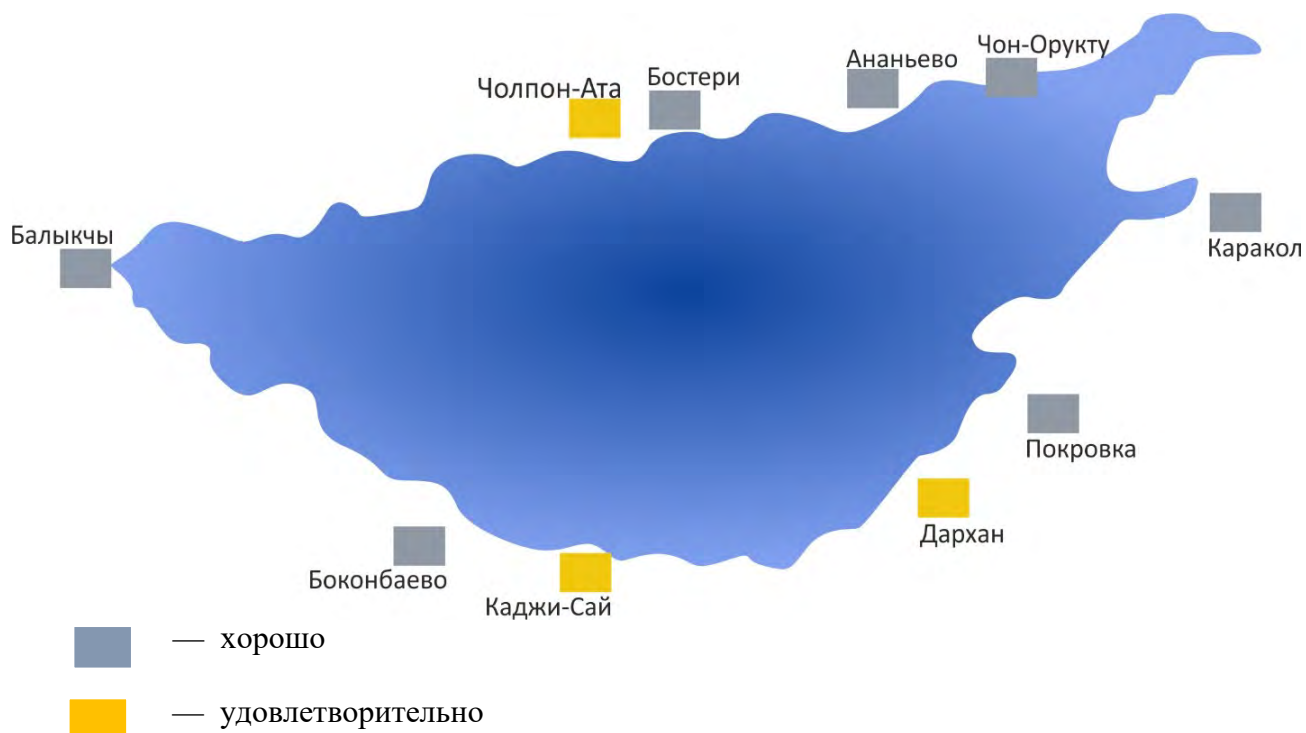 Чон-Орукту
Ананьево
Бостери
Чолпон-Ата
Балыкчы
Каракол
Покровка
Дархан
Боконбаево
Каджи-Сай
— хорошо
— удовлетворительно